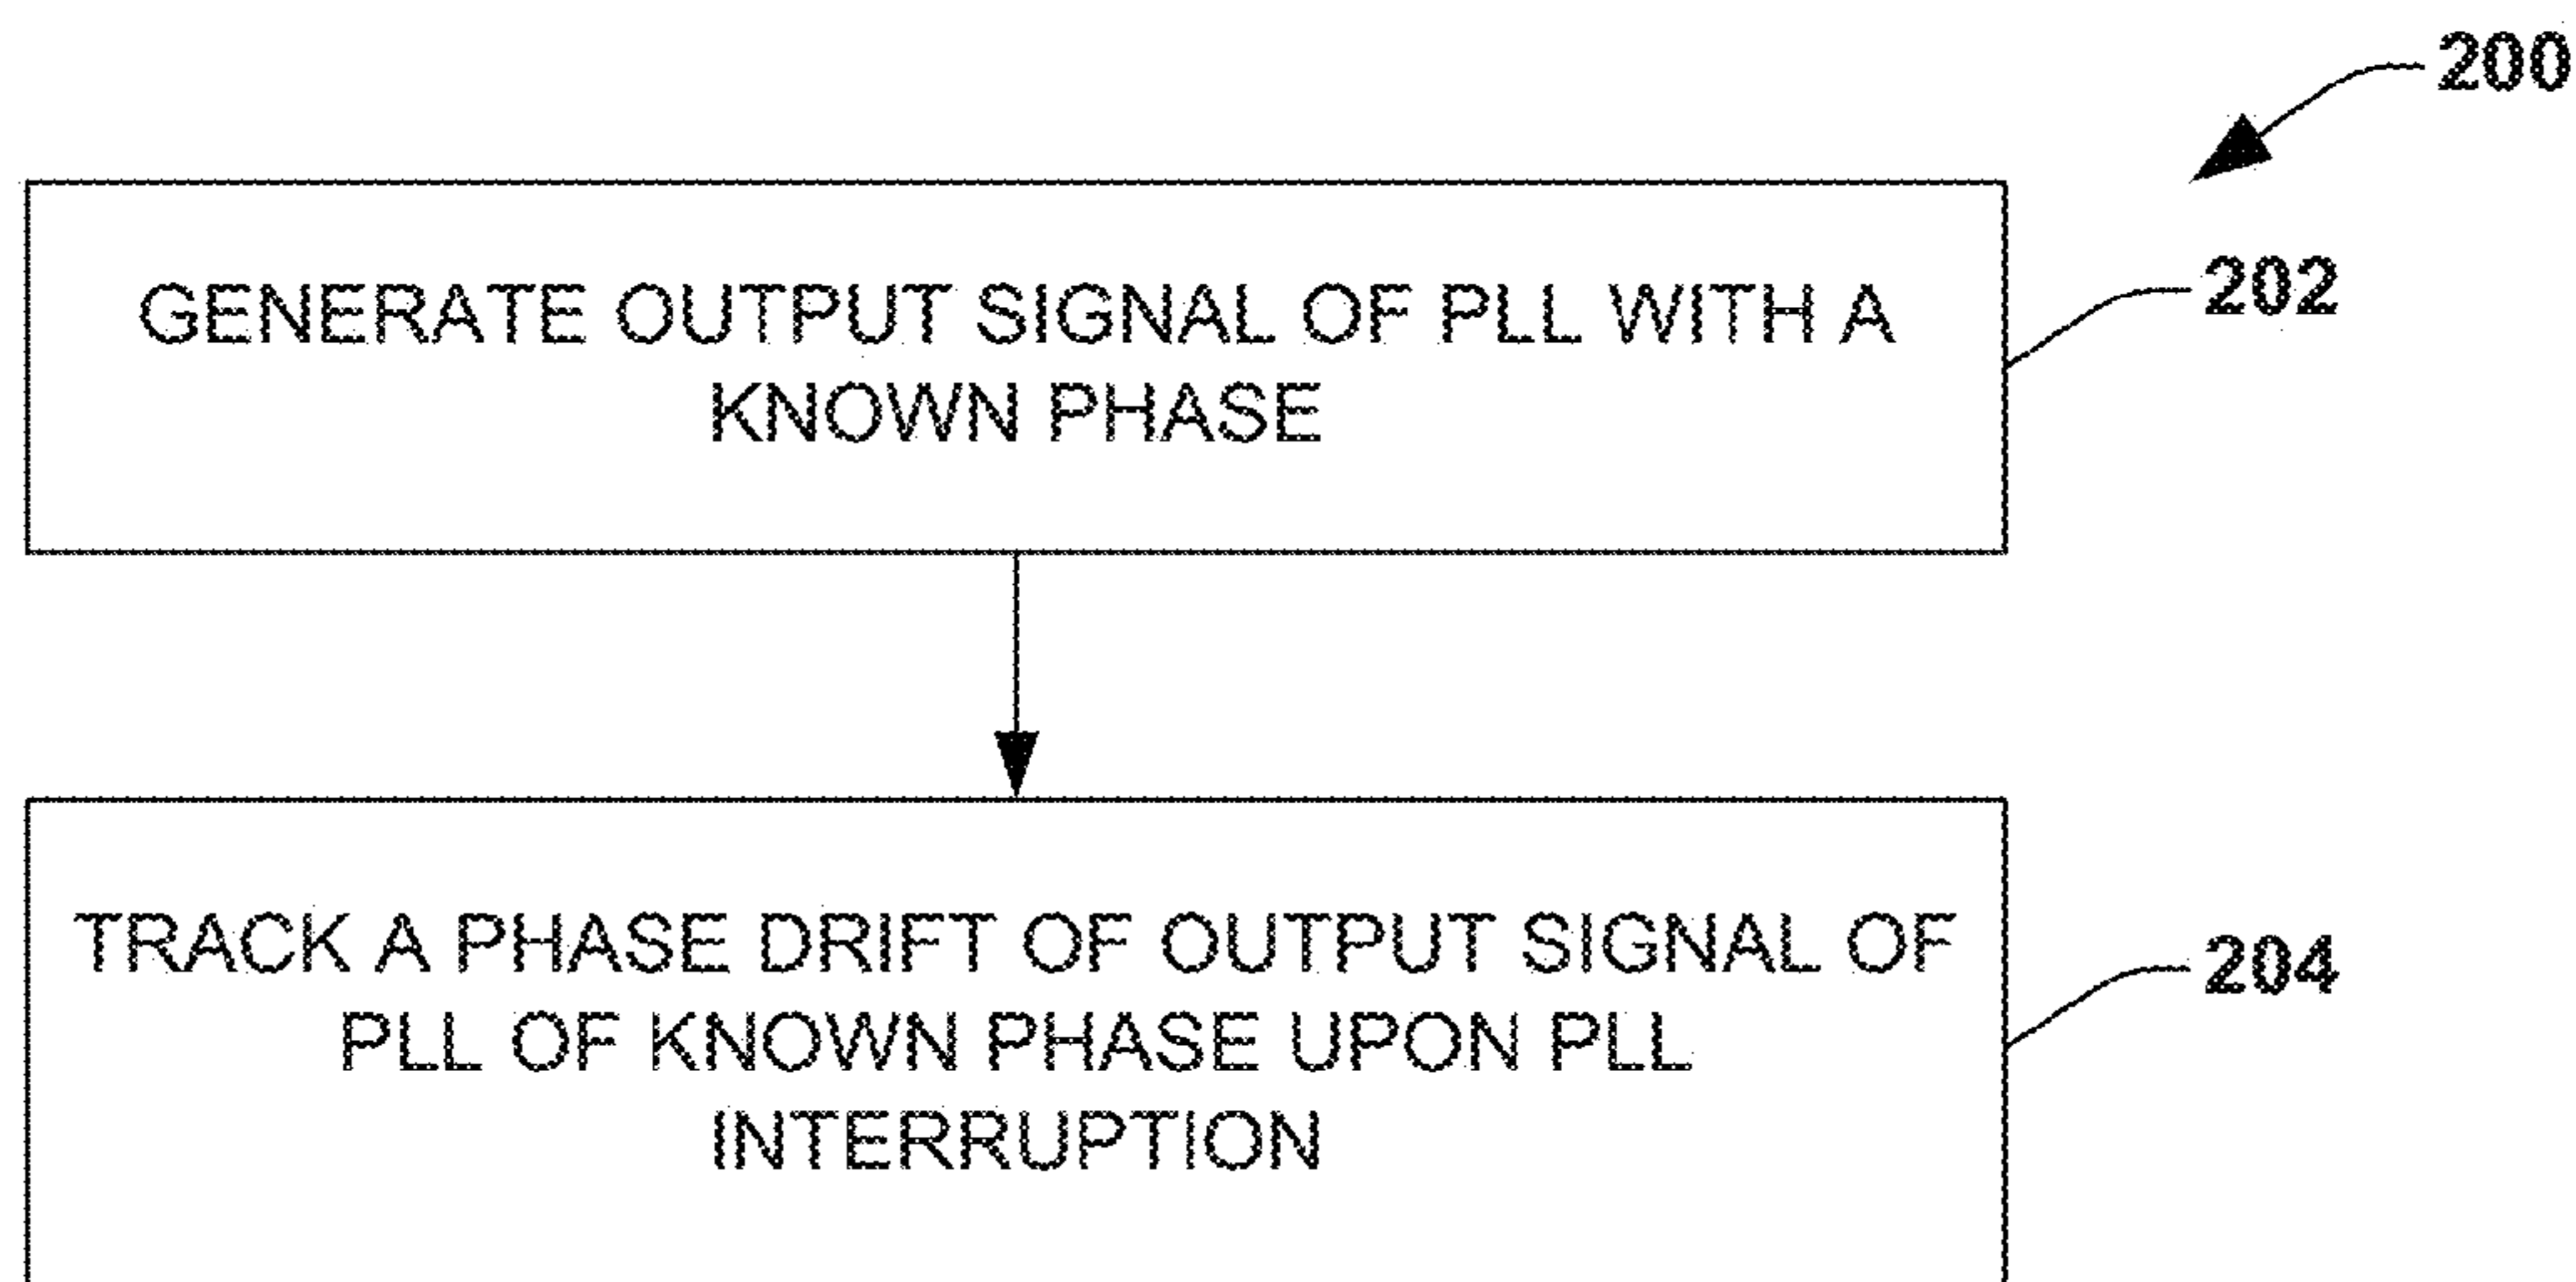 200
GENERATE OUTPUT SIGNAL OF PLL WITH A
KNOWN PHASE
202
TRACK A PHASE DRIFT OF OUTPUT SIGNAL OF
PLL OF KNOWN PHASE UPON PLL
INTERRUPTION
204